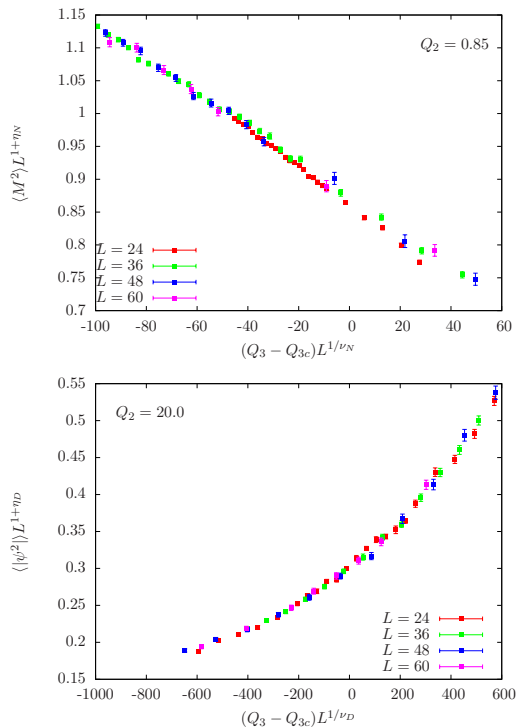 1.15
1.1
1.05
1
0.95
0.9
0.85
0.8
0.75
0.7
⟨M²⟩L^{1+η_N}
Q₂ = 0.85
L = 24
L = 36
L = 48
L = 60
-100 -80 -60 -40 -20 0 20 40 60
(Q₃ − Q₃c)L^{1/ν_N}
0.55
0.5
0.45
0.4
0.35
0.3
0.25
0.2
0.15
⟨|ψ²|⟩L^{1+η_D}
Q₂ = 20.0
L = 24
L = 36
L = 48
L = 60
-1000 -800 -600 -400 -200 0 200 400 600
(Q₃ − Q₃c)L^{1/ν_D}